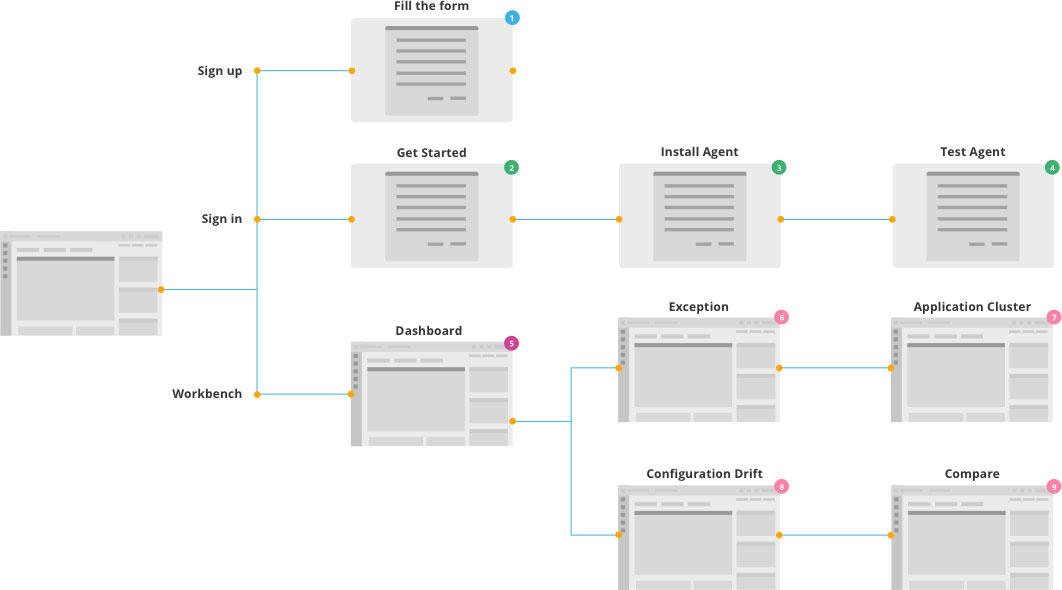 Fill the form
1
Sign up
Get Started
2
Install Agent
3
Test Agent
4
Sign in
Exception
6
Application Cluster
7
Dashboard
5
Workbench
Configuration Drift
8
Compare
9